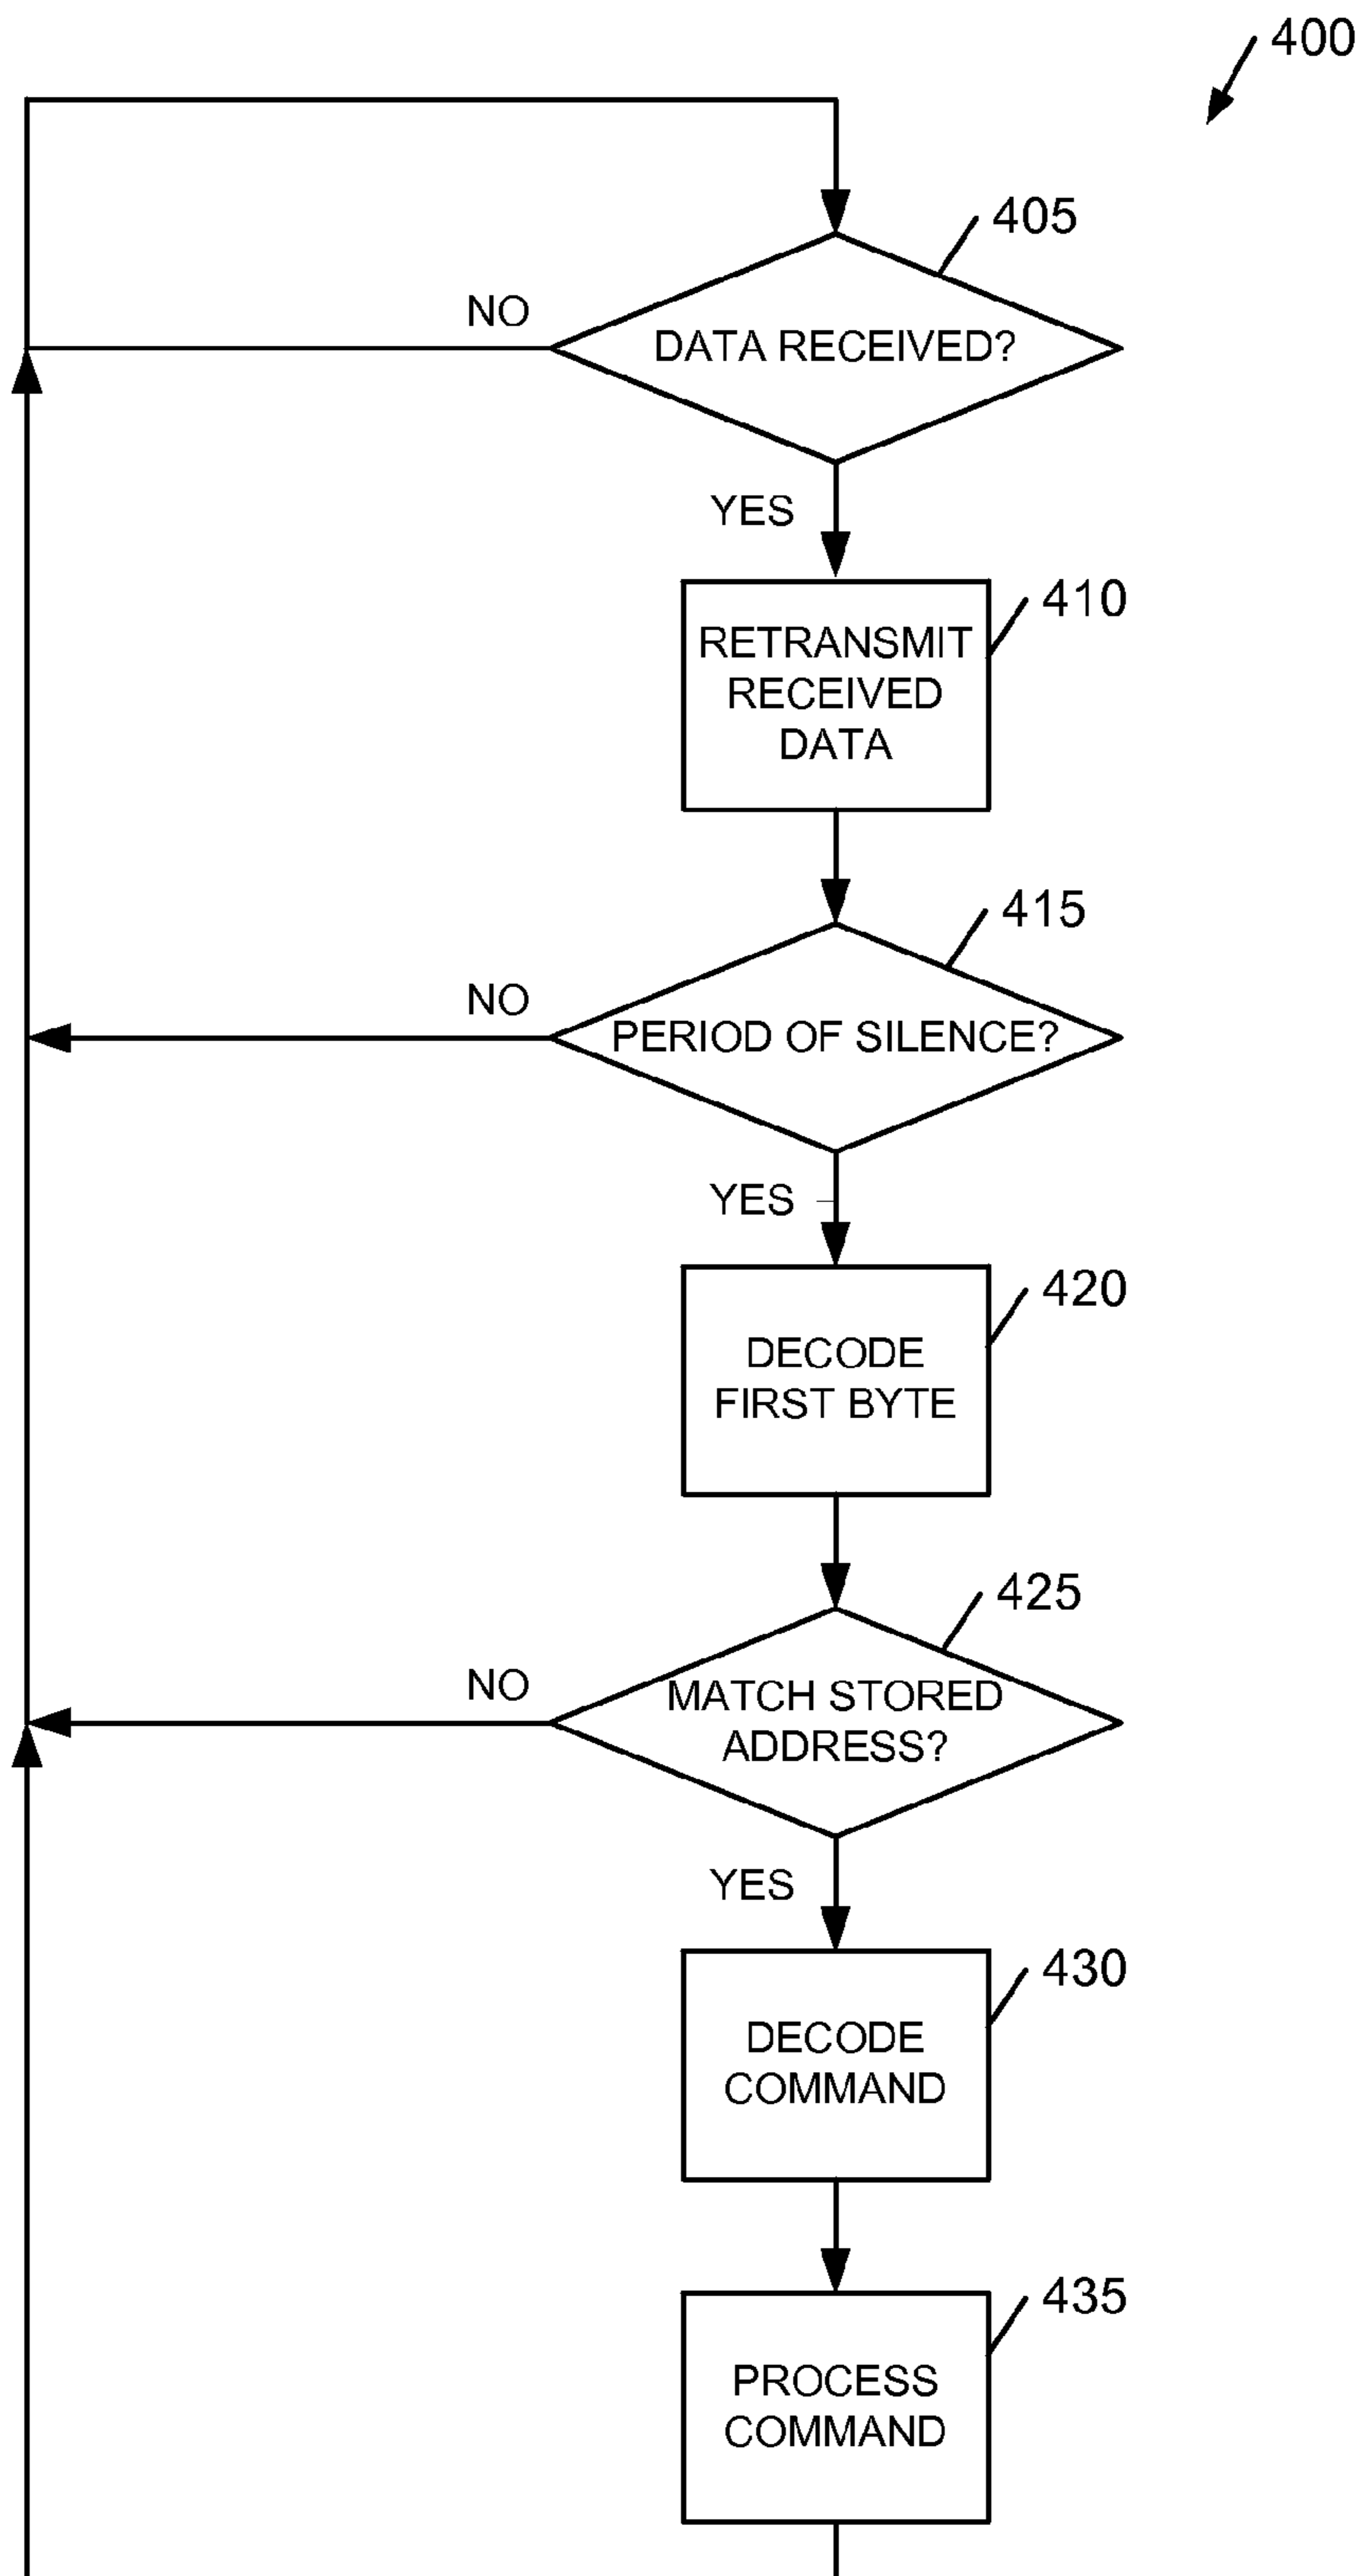 400
405
NO
DATA RECEIVED?
YES
410
RETRANSMIT
RECEIVED
DATA
415
NO
PERIOD OF SILENCE?
YES
420
DECODE
FIRST BYTE
425
NO
MATCH STORED
ADDRESS?
YES
430
DECODE
COMMAND
435
PROCESS
COMMAND